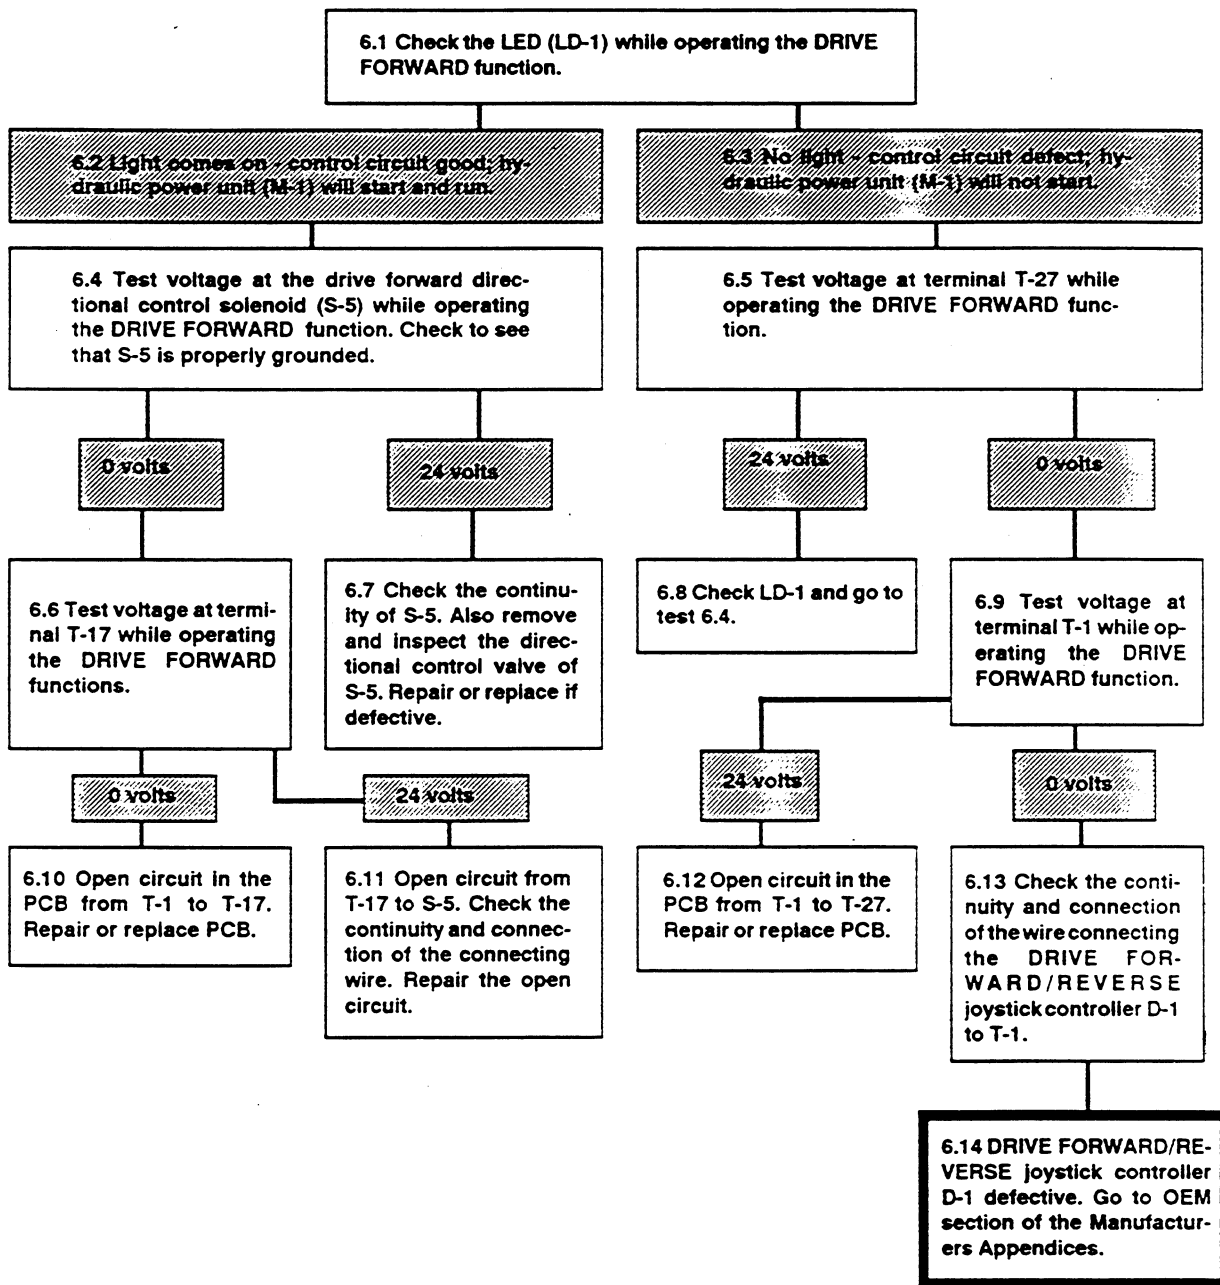 6.1 Check the LED (LD-1) while operating the DRIVE
FORWARD function.
6.2 Light comes on - control circuit good; hy-
draulic power unit (M-1) will start and run.
6.3 No light - control circuit defect; hy-
draulic power unit (M-1) will not start.
6.4 Test voltage at the drive forward direc-
tional control solenoid (S-5) while operating
the DRIVE FORWARD function. Check to see
that S-5 is properly grounded.
6.5 Test voltage at terminal T-27 while
operating the DRIVE FORWARD func-
tion.
0 volts
24 volts
24 volts
0 volts
6.6 Test voltage at termi-
nal T-17 while operating
the DRIVE FORWARD
functions.
6.7 Check the continu-
ity of S-5. Also remove
and inspect the direc-
tional control valve of
S-5. Repair or replace if
defective.
6.8 Check LD-1 and go to
test 6.4.
6.9 Test voltage at
terminal T-1 while op-
erating the DRIVE
FORWARD function.
0 volts
24 volts
24 volts
0 volts
6.10 Open circuit in the
PCB from T-1 to T-17.
Repair or replace PCB.
6.11 Open circuit from
T-17 to S-5. Check the
continuity and connec-
tion of the connecting
wire. Repair the open
circuit.
6.12 Open circuit in the
PCB from T-1 to T-27.
Repair or replace PCB.
6.13 Check the conti-
nuity and connection
of the wire connecting
the DRIVE FOR-
WARD/REVERSE
joystick controller D-1
to T-1.
6.14 DRIVE FORWARD/RE-
VERSE joystick controller
D-1 defective. Go to OEM
section of the Manufactur-
ers Appendices.